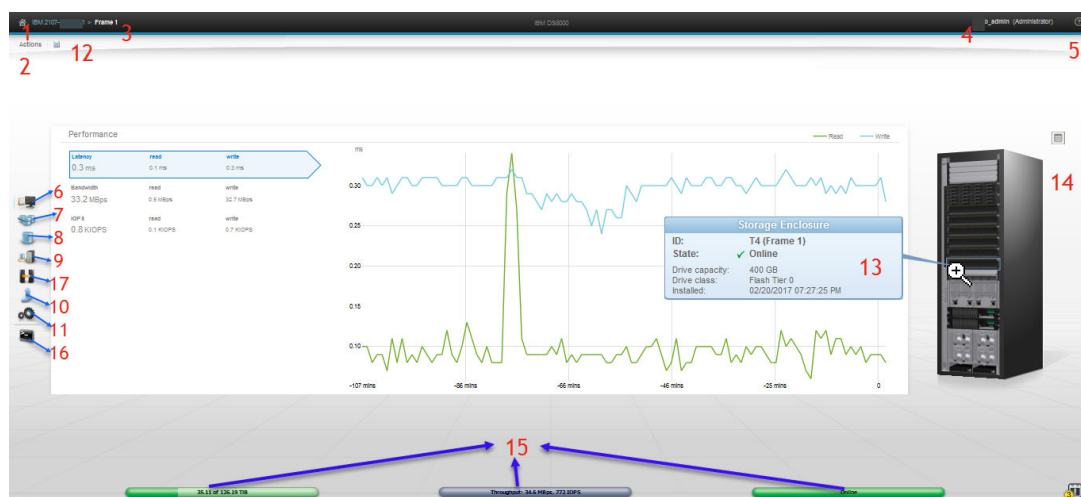 IBM.2107- > Frame 1
IBM DS8000
o_admin (Administrator)
1
3
4
5
Actions
2
12
Performance
Read
Write
Latency read write
0.3 ms 0.1 ms 0.3 ms
Bandwidth read write
33.2 MBps 0.5 MBps 32.7 MBps
IOPS read write
0.8 KIOPS 0.1 KIOPS 0.7 KIOPS
6
7
8
9
17
10
11
16
ms
0.30
0.25
0.20
0.15
0.10
-107 mins
-86 mins
-66 mins
-46 mins
-25 mins
0
Storage Enclosure
ID: T4 (Frame 1)
State: ✓ Online
Drive capacity: 400 GB
Drive class: Flash Tier 0
Installed: 02/20/2017 07:27:25 PM
13
14
15
35.11 of 126.19 TiB
Throughput: 34.6 MBps, 772 IOPS
Online
3